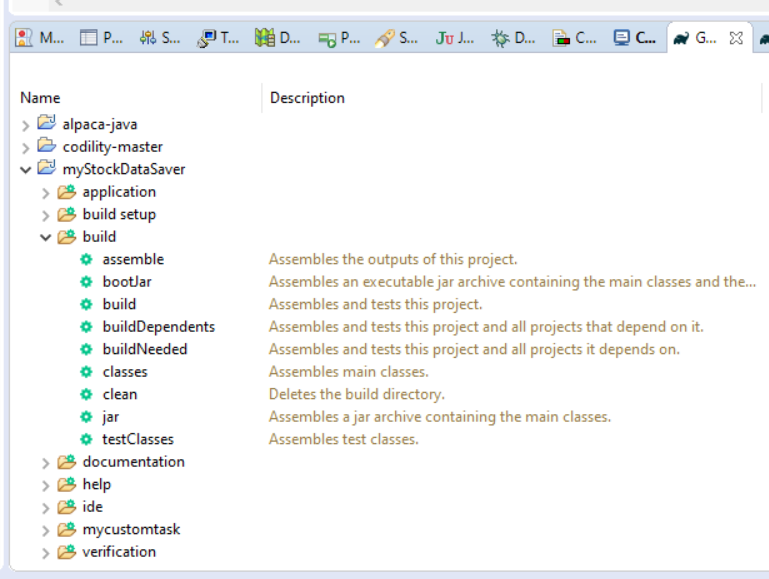 M... P... S... T... D... P... S... Ju J... D... C... C... G...
Name Description
alpaca-java
codility-master
myStockDataSaver
application
build setup
build
assemble Assembles the outputs of this project.
bootJar Assembles an executable jar archive containing the main classes and the...
build Assembles and tests this project.
buildDependents Assembles and tests this project and all projects that depend on it.
buildNeeded Assembles and tests this project and all projects it depends on.
classes Assembles main classes.
clean Deletes the build directory.
jar Assembles a jar archive containing the main classes.
testClasses Assembles test classes.
documentation
help
ide
mycustomtask
verification